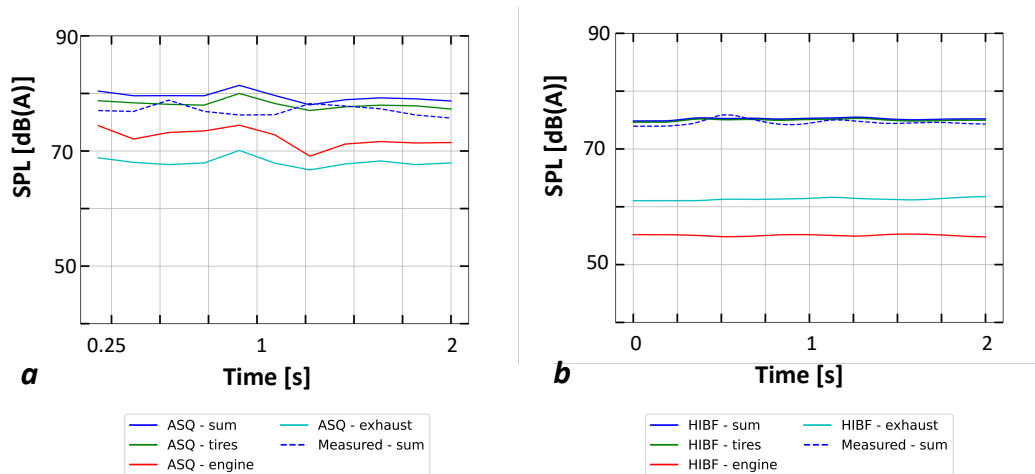 90
70
50
SPL [dB(A)]
0.25
1
2
Time [s]
a
ASQ - sum
ASQ - tires
ASQ - engine
ASQ - exhaust
Measured - sum
90
70
50
SPL [dB(A)]
0
1
2
Time [s]
b
HIBF - sum
HIBF - tires
HIBF - engine
HIBF - exhaust
Measured - sum